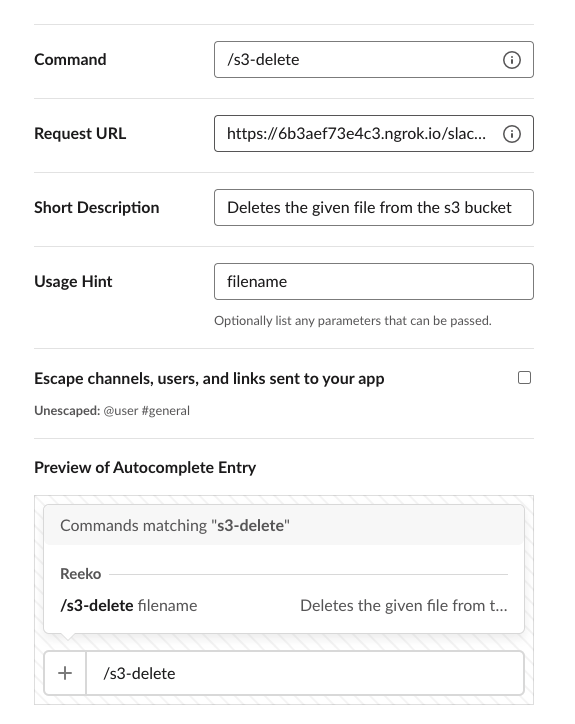 Command /s3-delete
Request URL https://6b3aef73e4c3.ngrok.io/slac...
Short Description Deletes the given file from the s3 bucket
Usage Hint filename
Optionally list any parameters that can be passed.
Escape channels, users, and links sent to your app
Unescaped: @user #general
Preview of Autocomplete Entry
Commands matching "s3-delete"
Reeko
/s3-delete filename Deletes the given file from t...
/s3-delete